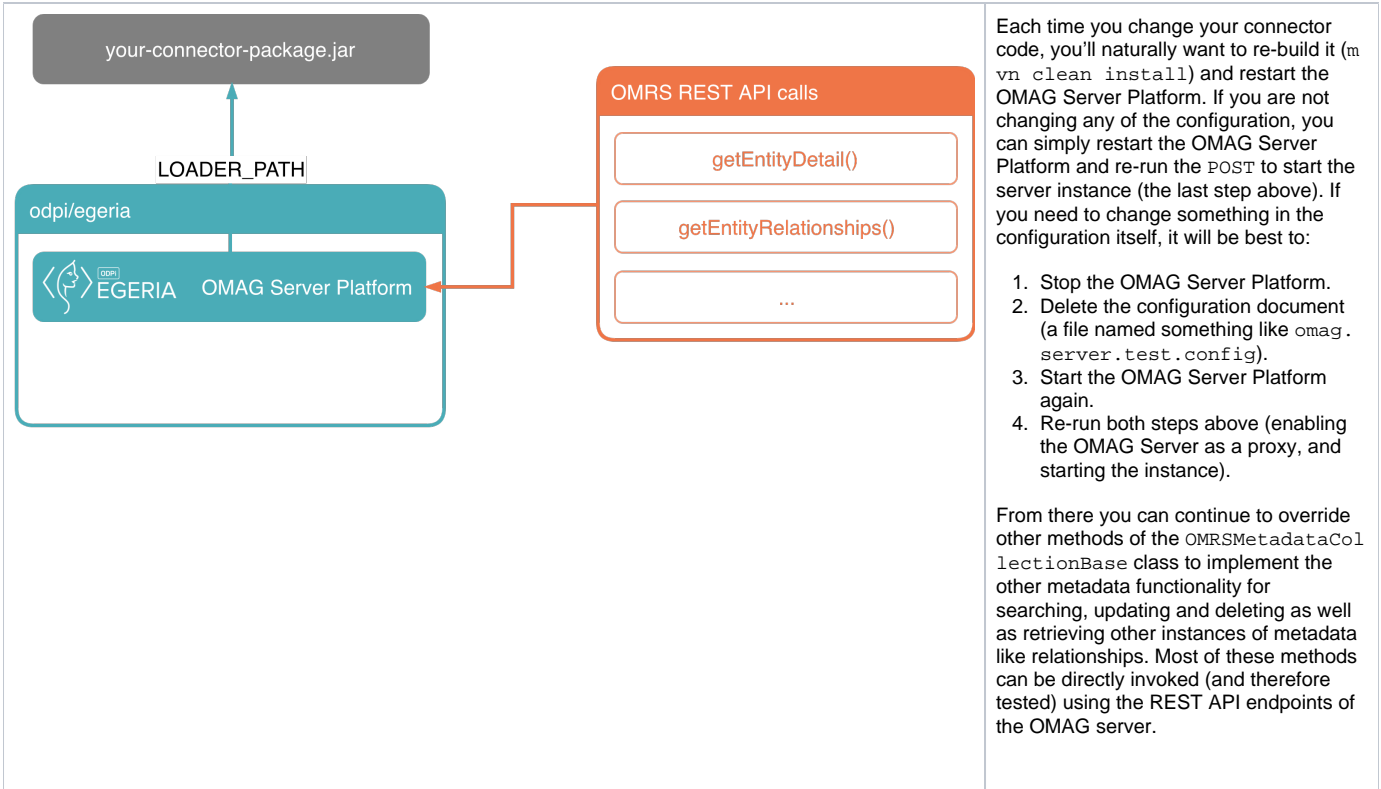 your-connector-package.jar
LOADER_PATH
odpi/egeria
ODPI
EGERIA
OMAG Server Platform
OMRS REST API calls
getEntityDetail()
getEntityRelationships()
...
Each time you change your connector
code, you’ll naturally want to re-build it (m
vn clean install) and restart the
OMAG Server Platform. If you are not
changing any of the configuration, you
can simply restart the OMAG Server
Platform and re-run the POST to start the
server instance (the last step above). If
you need to change something in the
configuration itself, it will be best to:
1. Stop the OMAG Server Platform.
2. Delete the configuration document
(a file named something like omag.
server.test.config).
3. Start the OMAG Server Platform
again.
4. Re-run both steps above (enabling
the OMAG Server as a proxy, and
starting the instance).
From there you can continue to override
other methods of the OMRSMetadataCol
lectionBase class to implement the
other metadata functionality for
searching, updating and deleting as well
as retrieving other instances of metadata
like relationships. Most of these methods
can be directly invoked (and therefore
tested) using the REST API endpoints of
the OMAG server.